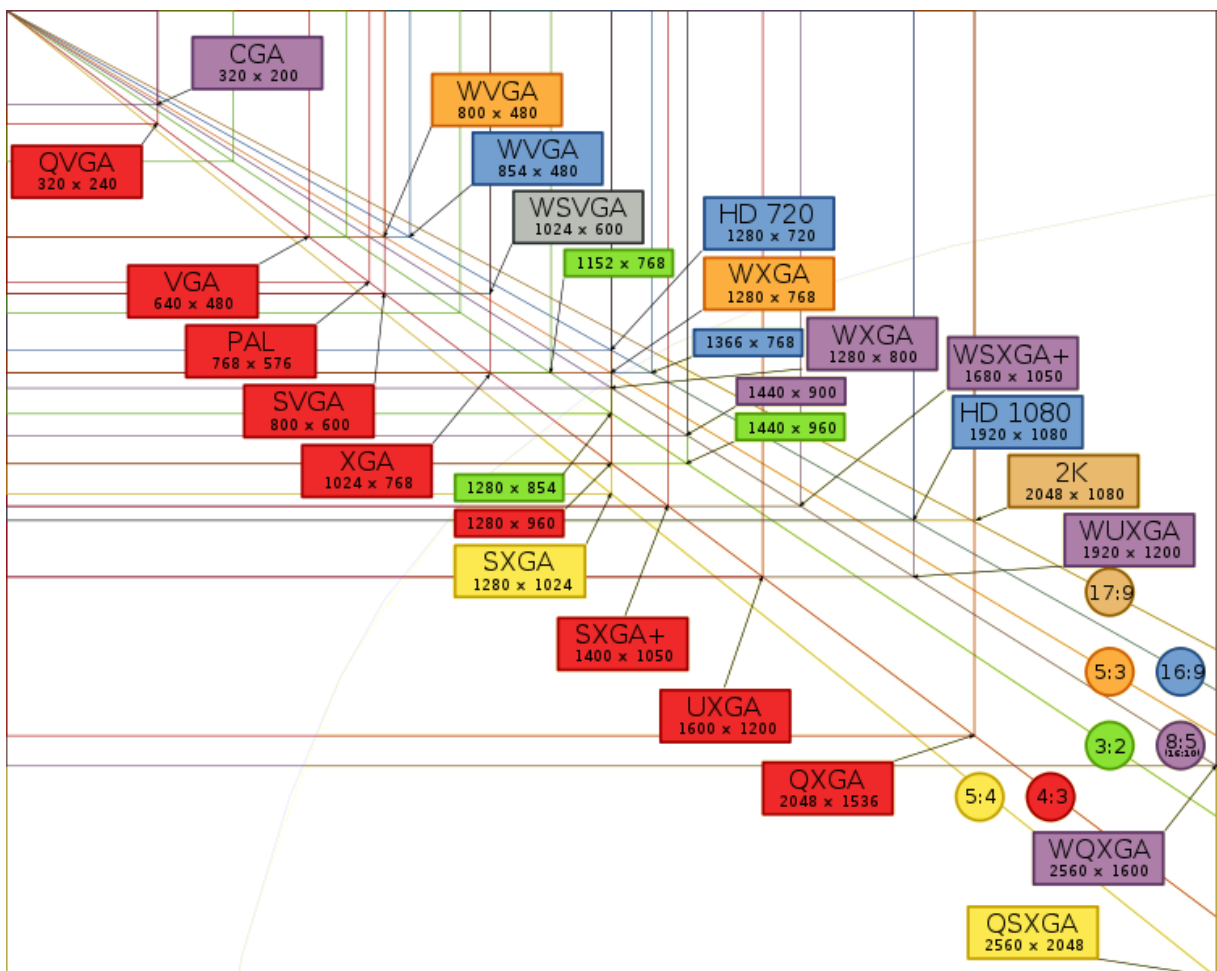 CGA
320 × 200
WVGA
800 × 480
QVGA
320 × 240
WVGA
854 × 480
WSVGA
1024 × 600
HD 720
1280 × 720
1152 × 768
VGA
640 × 480
WXGA
1280 × 768
PAL
768 × 576
1366 × 768
WXGA
1280 × 800
WSXGA+
1680 × 1050
SVGA
800 × 600
1440 × 900
HD 1080
1920 × 1080
1440 × 960
XGA
1024 × 768
2K
2048 × 1080
1280 × 854
1280 × 960
WUXGA
1920 × 1200
SXGA
1280 × 1024
17:9
SXGA+
1400 × 1050
5:3
16:9
UXGA
1600 × 1200
3:2
8:5
(16:10)
QXGA
2048 × 1536
5:4
4:3
WQXGA
2560 × 1600
QSXGA
2560 × 2048